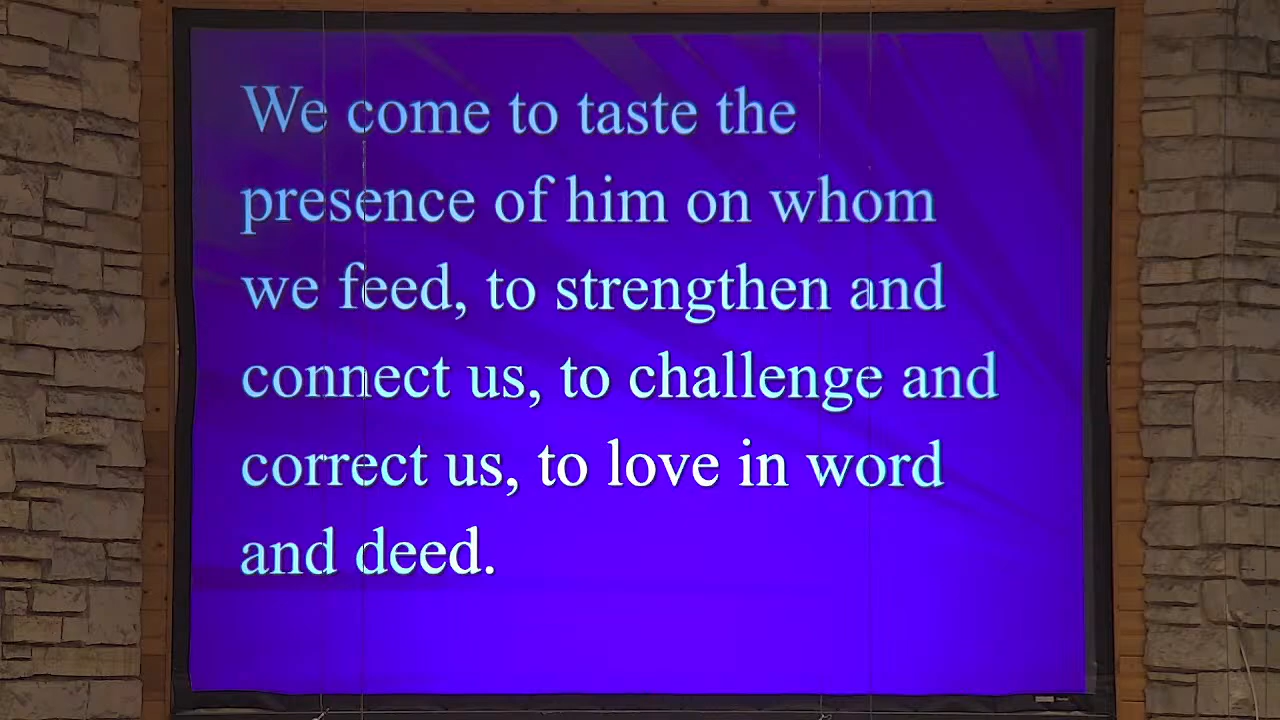 We come to taste the
presence of him on whom
we feed, to strengthen and
connect us, to challenge and
correct us, to love in word
and deed.